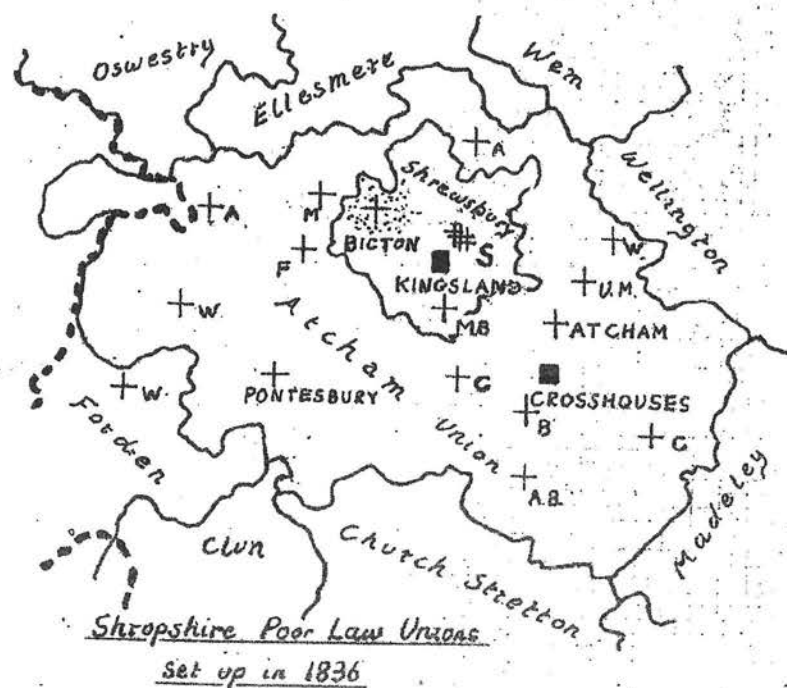 Oswestry
Ellesmere
Wem
Wellington
A
Shrewsbury
A
M
BICTON
S
W.
F
KINGSLAND
U.M.
W.
M.B
ATCHAM
Atcham
Union
W.
PONTESBURY
C
CROSSHOUSES
B
C
Forden
A.B.
Madeley
Clun
Church Stretton
Shropshire Poor Law Unions
set up in 1836